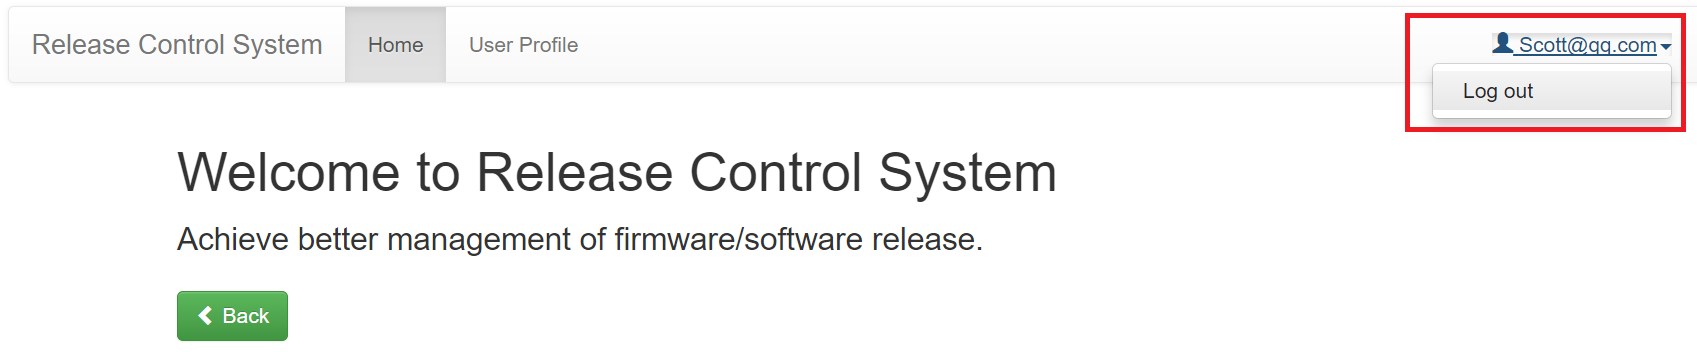 Release Control System Home User Profile Scott@qq.com
Log out
Welcome to Release Control System
Achieve better management of firmware/software release.
Back